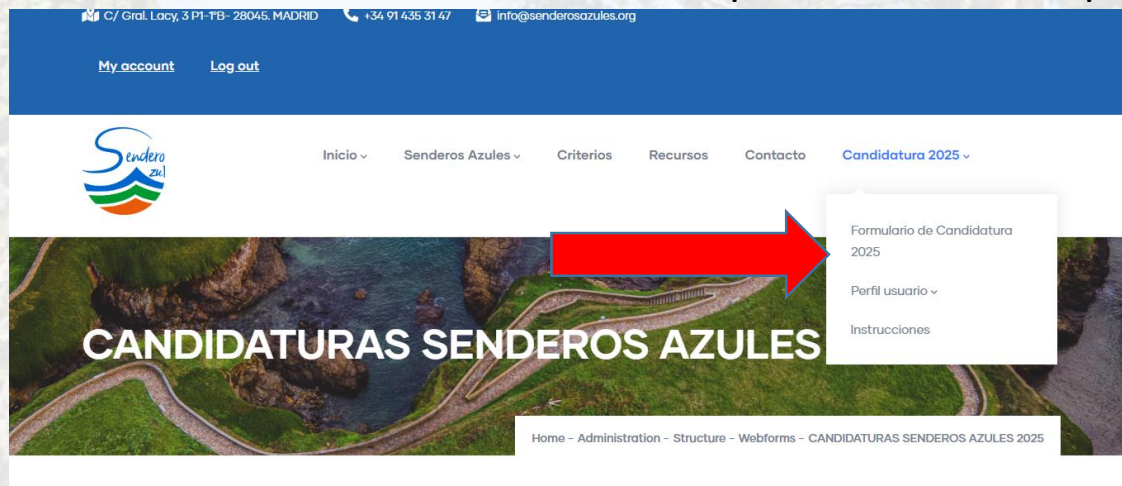 C/ Gral. Lacy, 3 P1-1ºB- 28045. MADRID +34 91 435 31 47 info@senderosazules.org
My account Log out
Sendero
zul
Inicio Senderos Azules Criterios Recursos Contacto Candidatura 2025
Formulario de Candidatura
2025
Perfil usuario
Instrucciones
CANDIDATURAS SENDEROS AZULES
Home - Administration - Structure - Webforms - CANDIDATURAS SENDEROS AZULES 2025